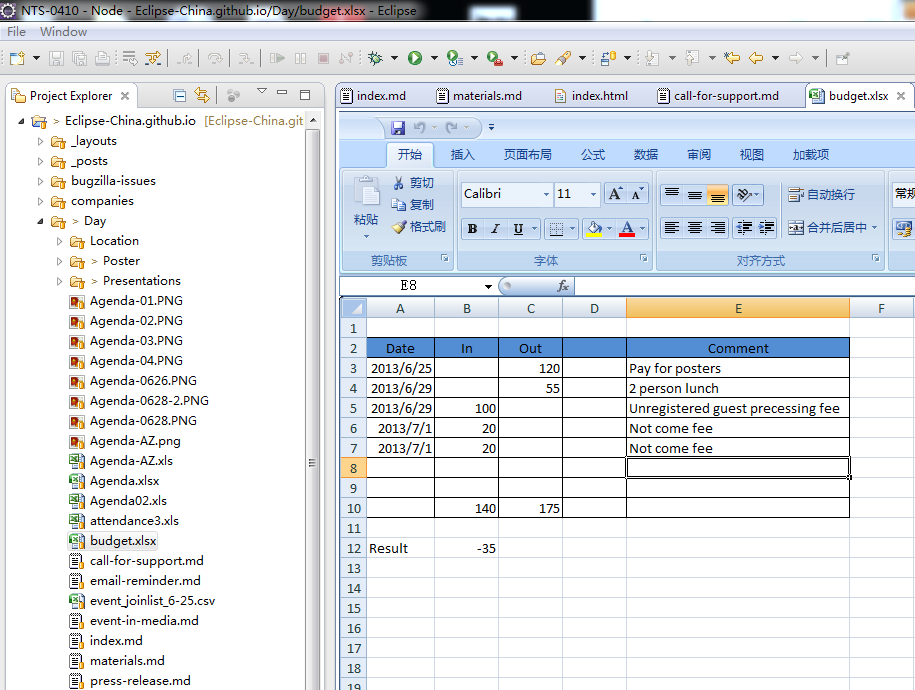 NTS-0410 - Node - Eclipse-China.github.io/Day/budget.xlsx - Eclipse
File Window
Project Explorer
> Eclipse-China.github.io [Eclipse-China.git
_layouts
_posts
bugzilla-issues
companies
> Day
Location
> Poster
> Presentations
Agenda-01.PNG
Agenda-02.PNG
Agenda-03.PNG
Agenda-04.PNG
Agenda-0626.PNG
Agenda-0628-2.PNG
Agenda-0628.PNG
Agenda-AZ.png
Agenda-AZ.xls
Agenda.xlsx
Agenda02.xls
attendance3.xls
budget.xlsx
call-for-support.md
email-reminder.md
event_joinlist_6-25.csv
event-in-media.md
index.md
materials.md
press-release.md
index.md materials.md index.html call-for-support.md budget.xlsx
开始 插入 页面布局 公式 数据 审阅 视图 加载项
粘贴 剪切 复制 格式刷
Calibri 11 A A
B I U A
自动换行
合并后居中
常规
剪贴板 字体 对齐方式
E8 fx
A B C D E F
1
2 Date In Out Comment
3 2013/6/25 120 Pay for posters
4 2013/6/29 55 2 person lunch
5 2013/6/29 100 Unregistered guest precessing fee
6 2013/7/1 20 Not come fee
7 2013/7/1 20 Not come fee
8
9
10 140 175
11
12 Result -35
13
14
15
16
17
18
19